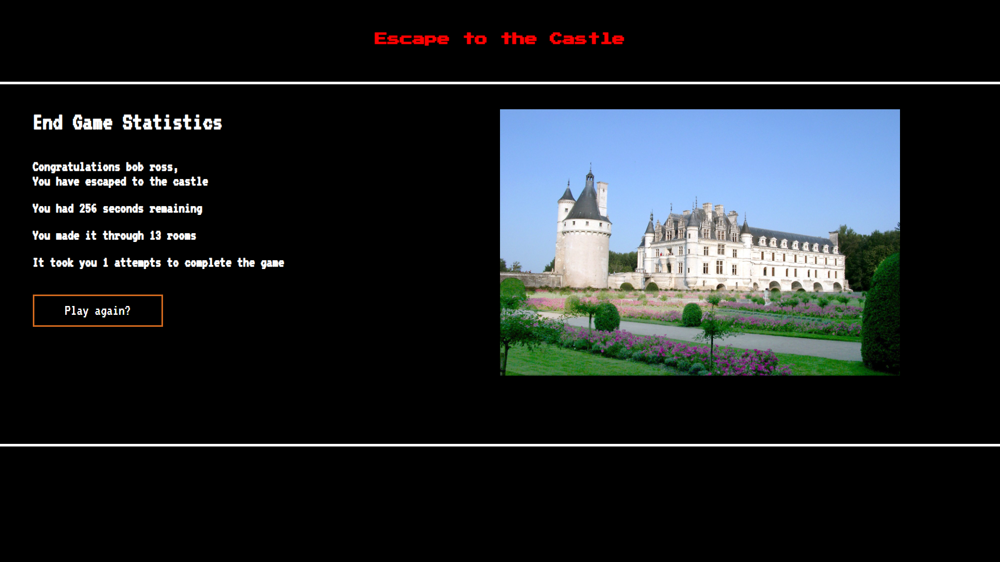 Escape to the Castle
End Game Statistics
Congratulations bob ross,
You have escaped to the castle
You had 256 seconds remaining
You made it through 13 rooms
It took you 1 attempts to complete the game
Play again?